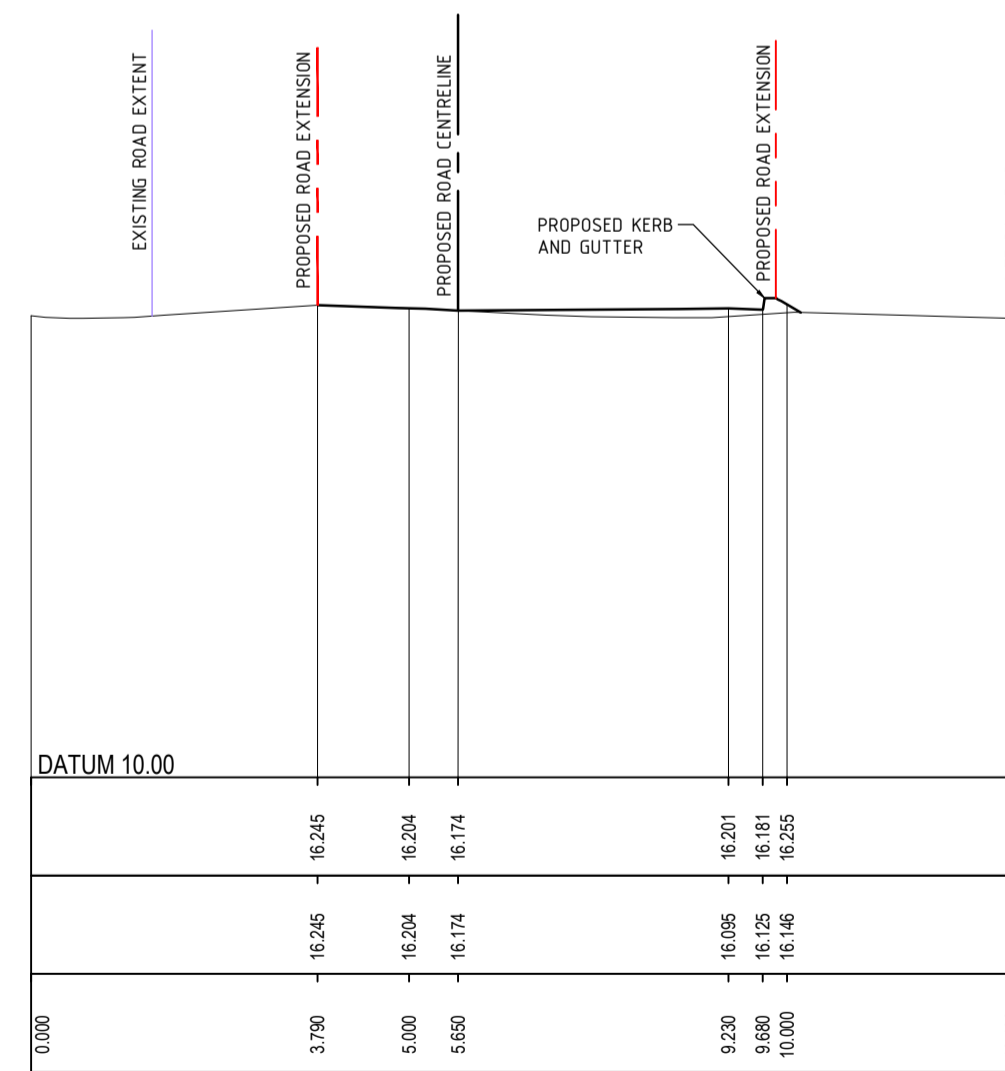 EXISTING ROAD EXTENT
PROPOSED ROAD EXTENSION
PROPOSED ROAD CENTRELINE
PROPOSED KERB
AND GUTTER
PROPOSED ROAD EXTENSION
DATUM 10.00
16.245 16.204 16.174 16.201 16.181 16.255
16.245 16.204 16.174 16.095 16.125 16.146
0.000 3.790 5.000 5.650 9.230 9.680 10.000